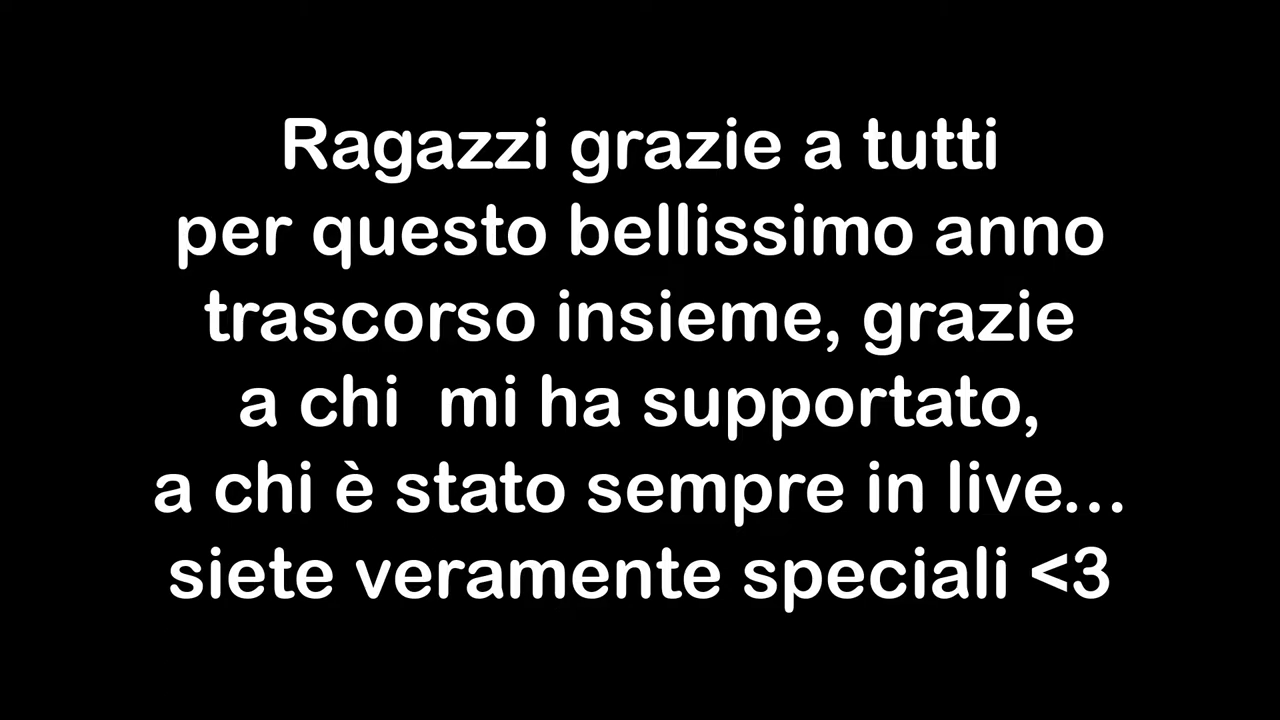 Ragazzi grazie a tutti
per questo bellissimo anno
trascorso insieme, grazie
a chi  mi ha supportato,
a chi è stato sempre in live...
siete veramente speciali <3